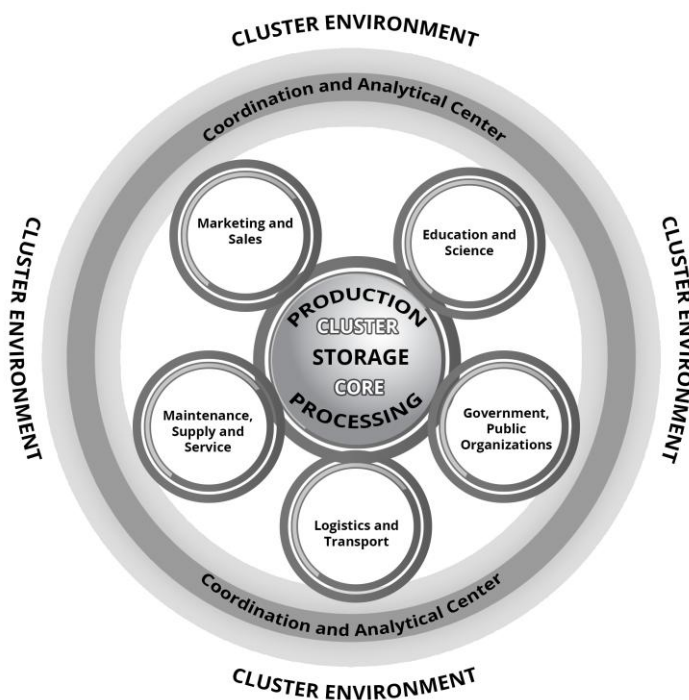 CLUSTER ENVIRONMENT
Coordination and Analytical Center
Marketing and
Sales
Education and
Science
CLUSTER ENVIRONMENT
CLUSTER ENVIRONMENT
PRODUCTION
CLUSTER
STORAGE
CORE
PROCESSING
Maintenance,
Supply and
Service
Government,
Public
Organizations
Logistics and
Transport
Coordination and Analytical Center
CLUSTER ENVIRONMENT